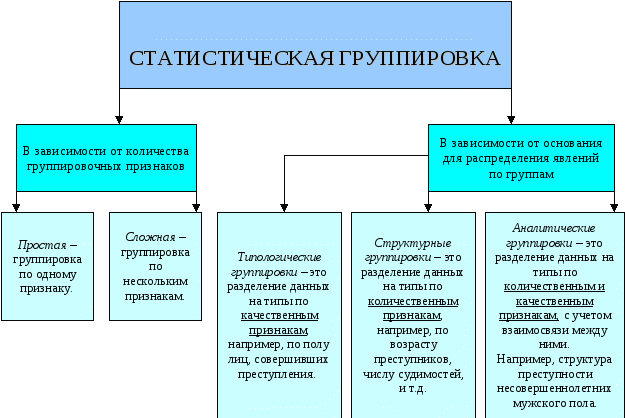 СТАТИСТИЧЕСКАЯ ГРУППИРОВКА
В зависимости от количества
группировочных признаков
В зависимости от основания
для распределения явлений
по группам
Простая –
группировка
по одному
признаку.
Сложная –
группировка
по
нескольким
признакам.
Типологические
группировки – это
разделение данных
на типы по
качественным
признакам,
например, по полу
лиц, совершивших
преступления.
Структурные
группировки – это
разделение данных
на типы по
количественным
признакам,
например, по
возрасту
преступников,
числу судимостей,
и т.д.
Аналитические
группировки – это
разделение данных на
типы по
количественным и
качественным
признакам, с учетом
взаимосвязи между
ними.
Например, структура
преступности
несовершеннолетних
мужского пола.